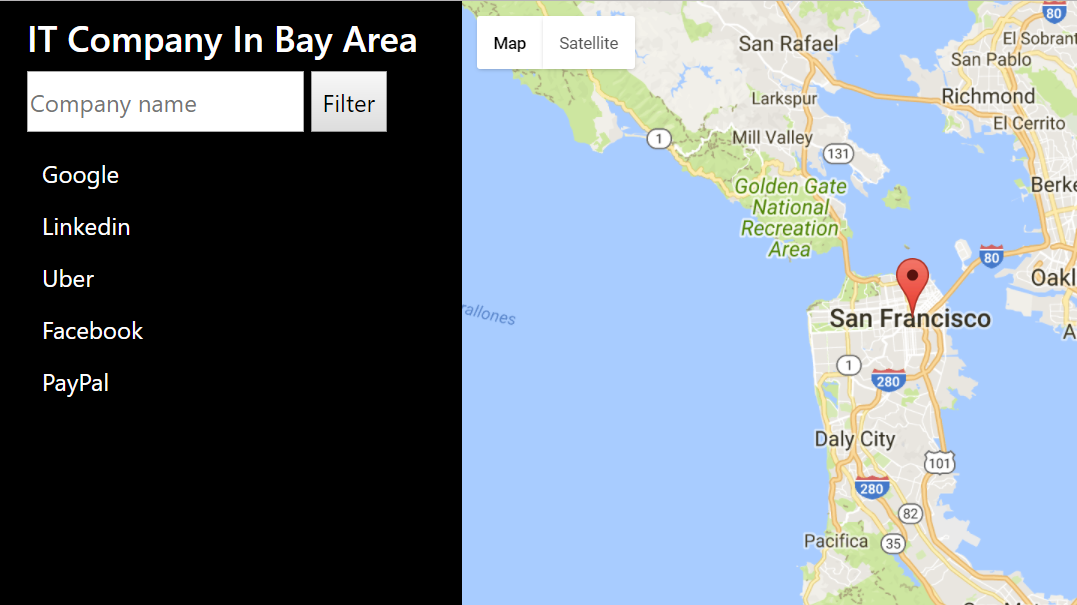 IT Company In Bay Area
Company name
Filter
Google
Linkedin
Uber
Facebook
PayPal
Map
Satellite
80
San Rafael
El Sobrant
San Pablo
Larkspur
Richmond
El Cerrito
1
Mill Valley
131
Golden Gate
National
Recreation
Area
Berke
80
Oakl
rallones
San Francisco
A
1
280
Daly City
101
280
82
Pacifica
35